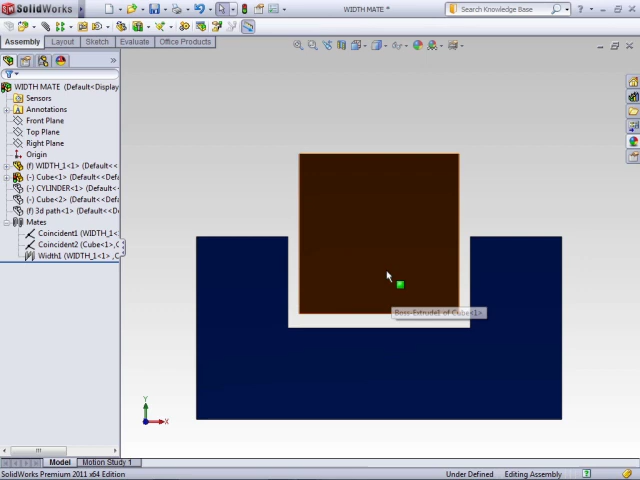 SolidWorks
WIDTH MATE *
Search Knowledge Base
Assembly
Layout
Sketch
Evaluate
Office Products
WIDTH MATE (Default<Display
Sensors
Annotations
Front Plane
Top Plane
Right Plane
Origin
(f) WIDTH_1<1> (Default<<
(-) Cube<1> (Default<<Defa
(-) CYLINDER<1> (Default<
(-) Cube<2> (Default<<Defa
(f) 3d path<1> (Default<<D
Mates
Coincident1 (WIDTH_1<
Coincident2 (Cube<1>,C
Width1 (WIDTH_1<1> ,C
Boss-Extrude1 of Cube<1>
Y
X
Model
Motion Study 1
SolidWorks Premium 2011 x64 Edition
Under Defined
Editing Assembly